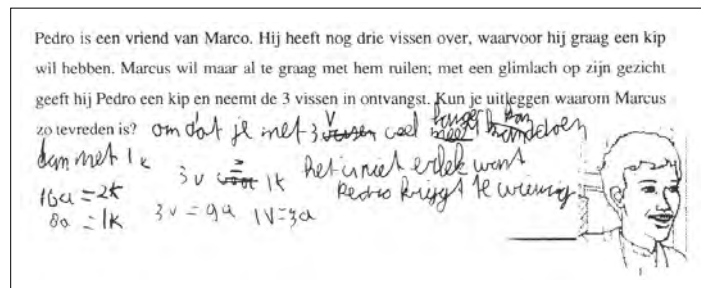 Pedro is een vriend van Marco. Hij heeft nog drie vissen over, waarvoor hij graag een kip
wil hebben. Marcus wil maar al te graag met hem ruilen; met een glimlach op zijn gezicht
geeft hij Pedro een kip en neemt de 3 vissen in ontvangst. Kun je uitleggen waarom Marcus
zo tevreden is? om dat je met 3 v veel langer kan doen
dan met 1k
3v = 1k het is niet erlek want
Pedro krijgt te wienig
16a = 2k
8a = 1k 3v = 9a 1V = 3a